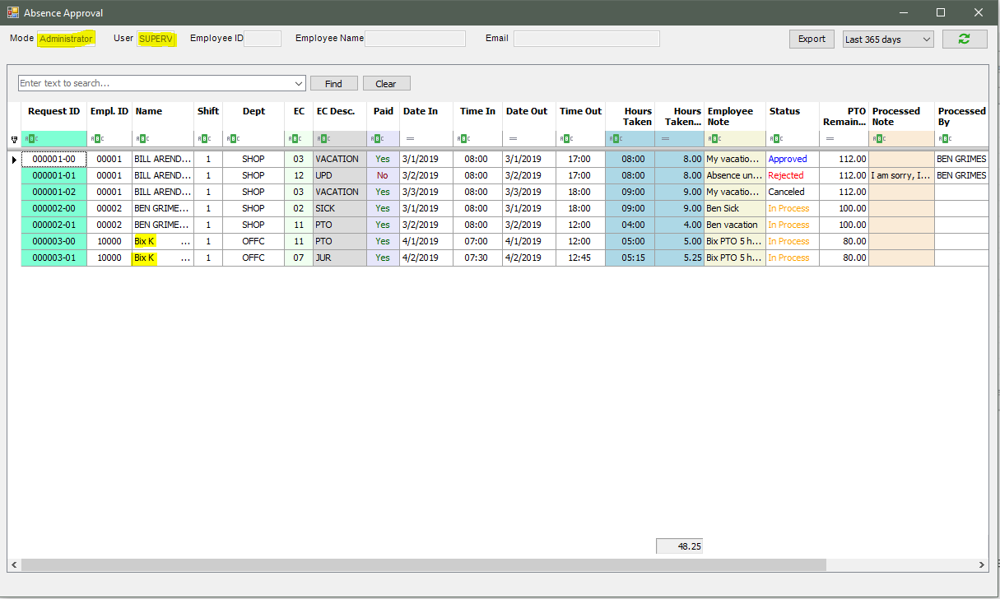 Absence Approval
Mode Administrator User SUPERV Employee ID Employee Name Email Export Last 365 days
Enter text to search... Find Clear
Request ID Empl. ID Name Shift Dept EC EC Desc. Paid Date In Time In Date Out Time Out Hours Taken Hours Taken... Employee Note Status PTO Remain... Processed Note Processed By
000001-00 00001 BILL AREND... 1 SHOP 03 VACATION Yes 3/1/2019 08:00 3/1/2019 17:00 08:00 8.00 My vacatio... Approved 112.00 BEN GRIMES
000001-01 00001 BILL AREND... 1 SHOP 12 UPD No 3/2/2019 08:00 3/2/2019 17:00 08:00 8.00 Absence un... Rejected 112.00 I am sorry, I... BEN GRIMES
000001-02 00001 BILL AREND... 1 SHOP 03 VACATION Yes 3/3/2019 08:00 3/3/2019 18:00 09:00 9.00 My vacatio... Canceled 112.00
000002-00 00002 BEN GRIME... 1 SHOP 02 SICK Yes 3/1/2019 08:00 3/1/2019 18:00 09:00 9.00 Ben Sick In Process 100.00
000002-01 00002 BEN GRIME... 1 SHOP 11 PTO Yes 3/2/2019 08:00 3/2/2019 12:00 04:00 4.00 Ben vacation In Process 100.00
000003-00 10000 Bix K ... 1 OFFC 11 PTO Yes 4/1/2019 07:00 4/1/2019 12:00 05:00 5.00 Bix PTO 5 h... In Process 80.00
000003-01 10000 Bix K ... 1 OFFC 07 JUR Yes 4/2/2019 07:30 4/2/2019 12:45 05:15 5.25 Bix PTO 5 h... In Process 80.00
48.25